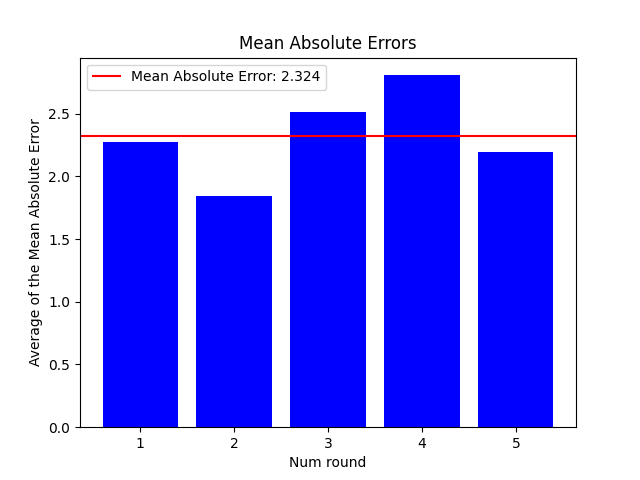 Mean Absolute Errors
Mean Absolute Error: 2.324
Average of the Mean Absolute Error
2.5
2.0
1.5
1.0
0.5
0.0
1 2 3 4 5
Num round